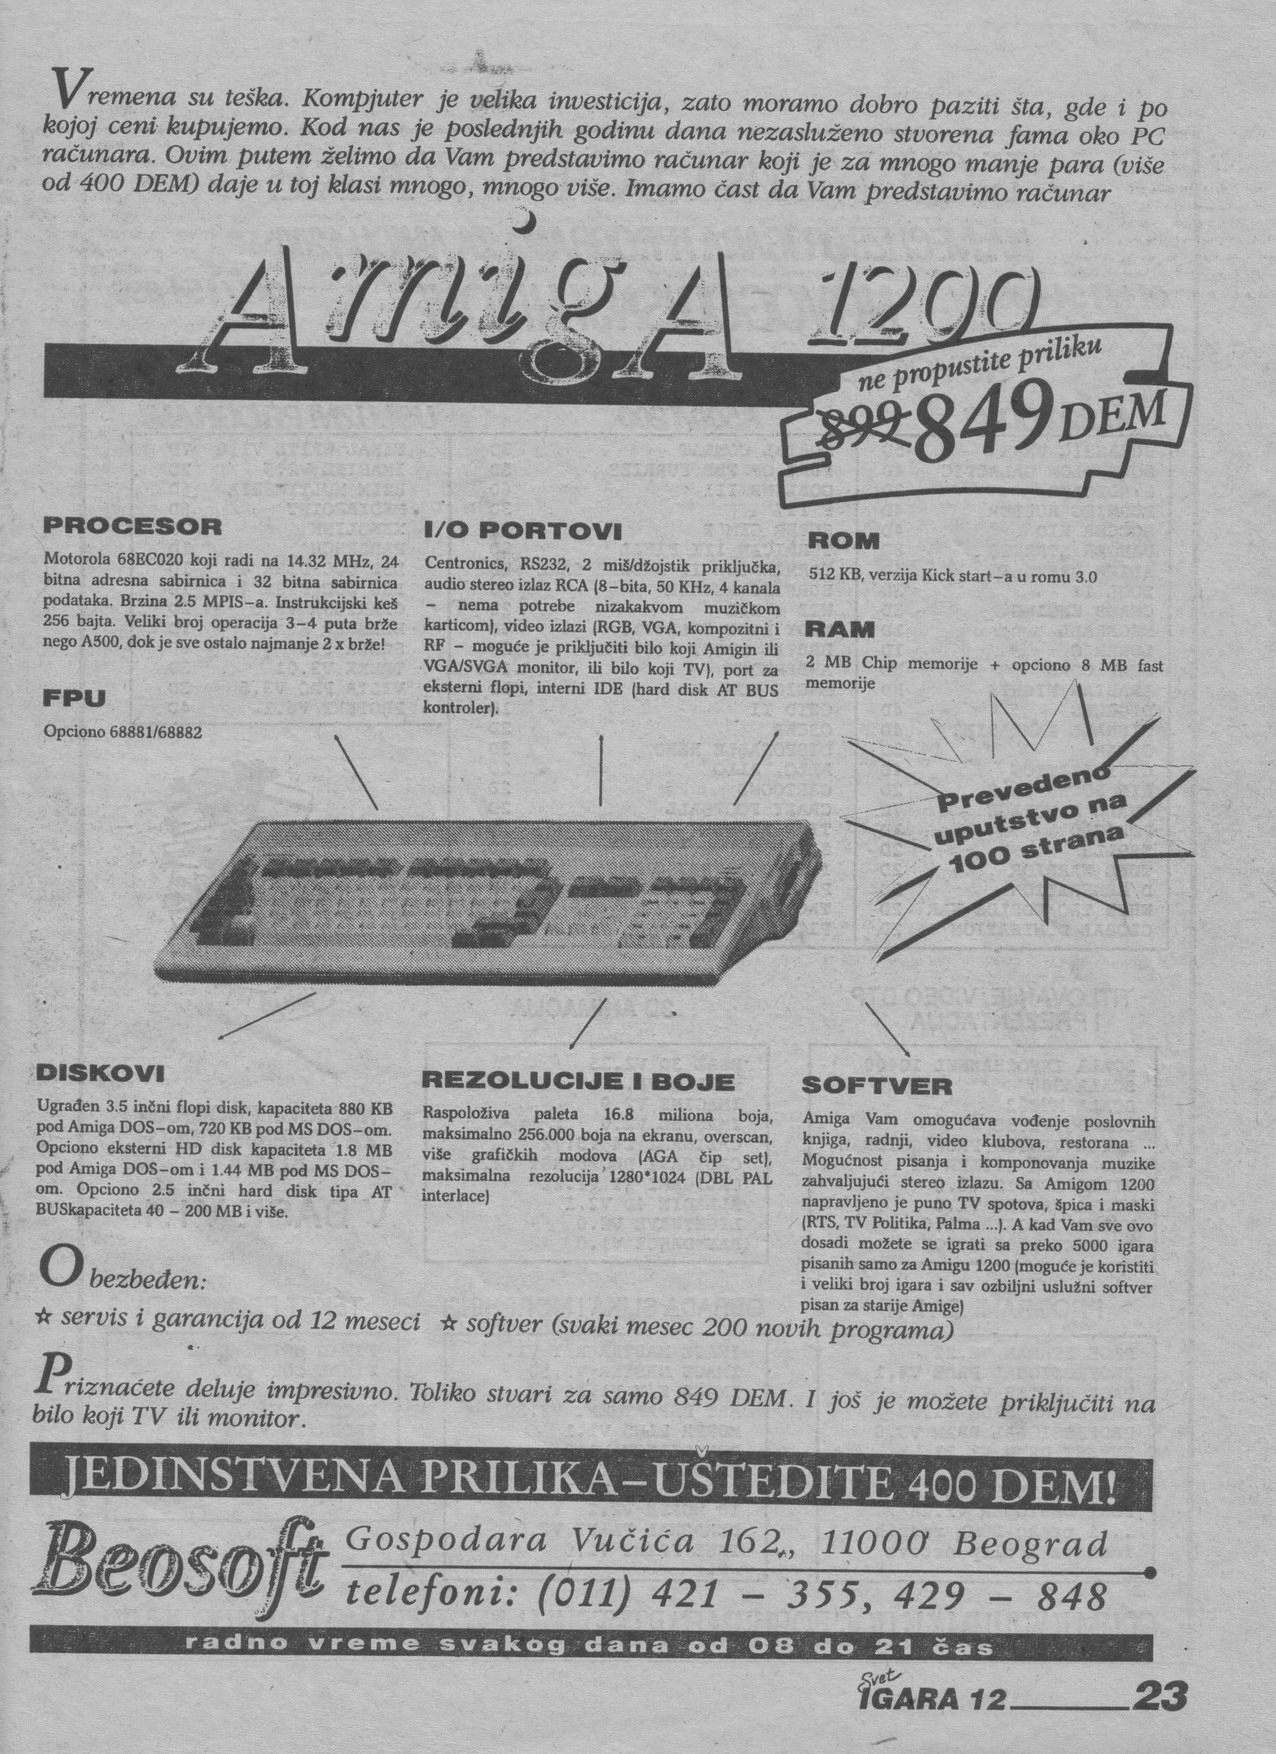 Vremena su teška. Kompjuter je velika investicija, zato moramo dobro paziti šta, gde i po
kojoj ceni kupujemo. Kod nas je poslednjih godinu dana nezasluženo stvorena fama oko PC
računara. Ovim putem želimo da Vam predstavimo računar koji je za mnogo manje para (više
od 400 DEM) daje u toj klasi mnogo, mnogo više. Imamo čast da Vam predstavimo računar
AmigA 1200
ne propustite priliku
899 849 DEM
PROCESOR
Motorola 68EC020 koji radi na 14.32 MHz, 24
bitna adresna sabirnica i 32 bitna sabirnica
podataka. Brzina 2.5 MPIS-a. Instrukcijski keš
256 bajta. Veliki broj operacija 3-4 puta brže
nego A500, dok je sve ostalo najmanje 2 x brže!
FPU
Opciono 68881/68882
I/O PORTOVI
Centronics, RS232, 2 miš/džojstik priključka,
audio stereo izlaz RCA (8-bita, 50 KHz, 4 kanala
- nema potrebe nizakakvom muzičkom
karticom), video izlazi (RGB, VGA, kompozitni i
RF - moguće je priključiti bilo koji Amigin ili
VGA/SVGA monitor, ili bilo koji TV), port za
eksterni flopi, interni IDE (hard disk AT BUS
kontroler).
ROM
512 KB, verzija Kick start-a u romu 3.0
RAM
2 MB Chip memorije + opciono 8 MB fast
memorije
Prevedeno
uputstvo na
100 strana
DISKOVI
Ugrađen 3.5 inčni flopi disk, kapaciteta 880 KB
pod Amiga DOS-om, 720 KB pod MS DOS-om.
Opciono eksterni HD disk kapaciteta 1.8 MB
pod Amiga DOS-om i 1.44 MB pod MS DOS-
om. Opciono 2.5 inčni hard disk tipa AT
BUSkapaciteta 40 - 200 MB i više.
REZOLUCIJE I BOJE
Raspoloživa paleta 16.8 miliona boja,
maksimalno 256.000 boja na ekranu, overscan,
više grafičkih modova (AGA čip set),
maksimalna rezolucija 1280*1024 (DBL PAL
interlace)
SOFTVER
Amiga Vam omogućava vođenje poslovnih
knjiga, radnji, video klubova, restorana ...
Mogućnost pisanja i komponovanja muzike
zahvaljujući stereo izlazu. Sa Amigom 1200
napravljeno je puno TV spotova, špica i maski
(RTS, TV Politika, Palma ...). A kad Vam sve ovo
dosadi možete se igrati sa preko 5000 igara
pisanih samo za Amigu 1200 (moguće je koristiti
i veliki broj igara i sav ozbiljni uslužni softver
pisan za starije Amige)
Obezbeđen:
☆ servis i garancija od 12 meseci ☆ softver (svaki mesec 200 novih programa)
Priznaćete deluje impresivno. Toliko stvari za samo 849 DEM. I još je možete priključiti na
bilo koji TV ili monitor.
JEDINSTVENA PRILIKA-UŠTEDITE 400 DEM!
Beosoft
Gospodara Vučića 162,, 11000 Beograd
telefoni: (011) 421 - 355, 429 - 848
radno vreme svakog dana od 08 do 21 čas
Svet
IGARA 12 23